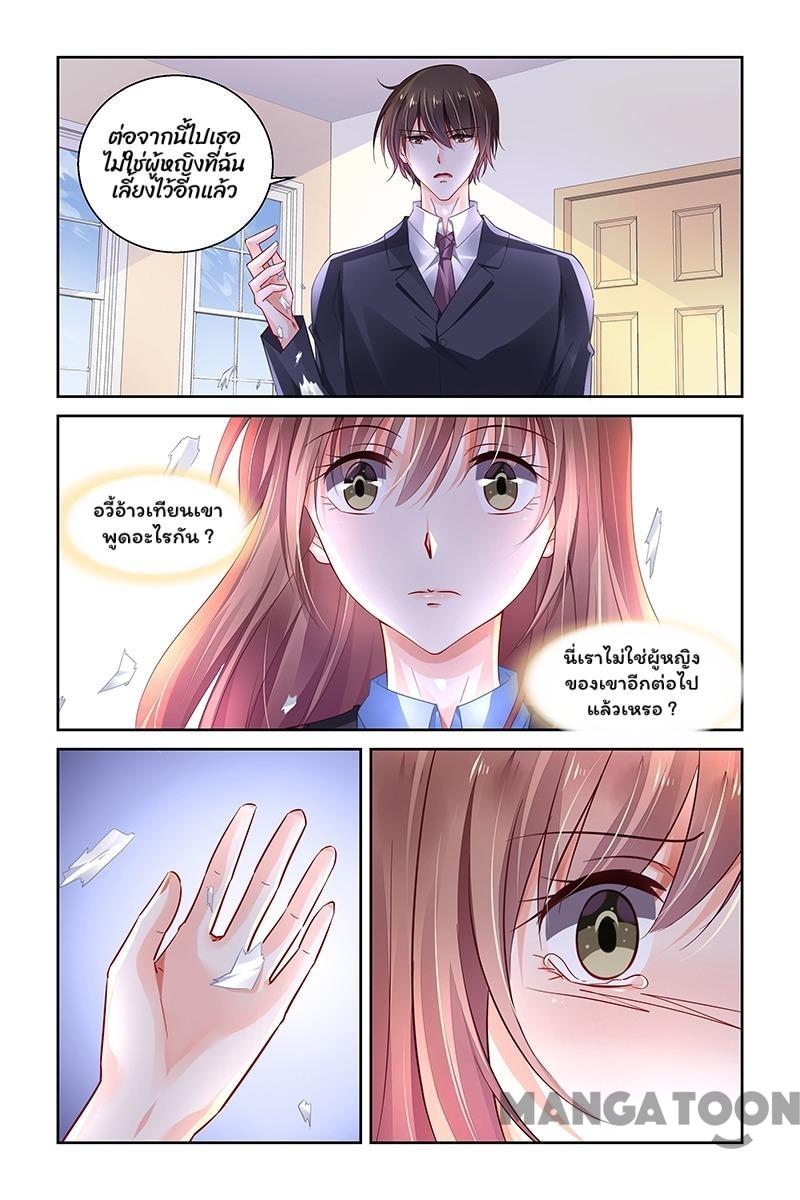 ต่อจากนี้ไปเธอ
ไม่ใช่ผู้หญิงที่ฉัน
เลี้ยงไว้อีกแล้ว
อวี้อ้าวเทียนเขา
พูดอะไรกัน ?
นี่เราไม่ใช่ผู้หญิง
ของเขาอีกต่อไป
แล้วเหรอ ?
MANGATOON